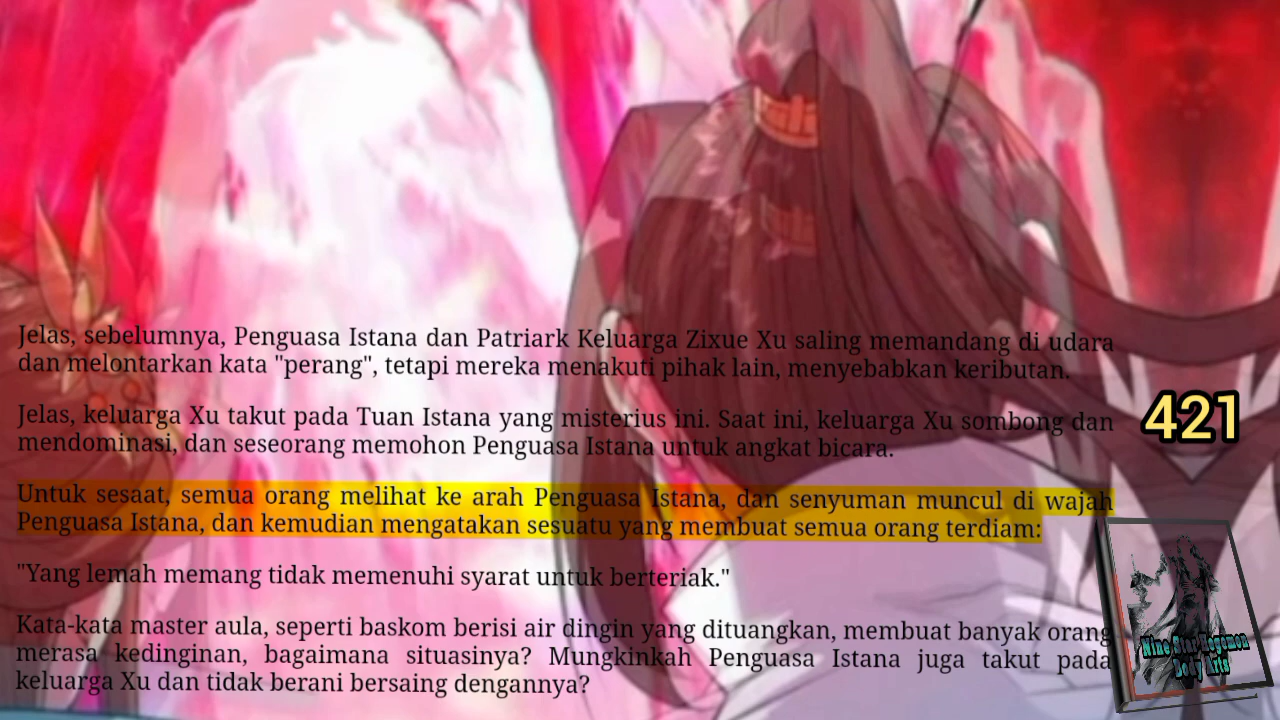 Jelas, sebelumnya, Penguasa Istana dan Patriark Keluarga Zixue Xu saling memandang di udara
dan melontarkan kata "perang", tetapi mereka menakuti pihak lain, menyebabkan keributan.
Jelas, keluarga Xu takut pada Tuan Istana yang misterius ini. Saat ini, keluarga Xu sombong dan
mendominasi, dan seseorang memohon Penguasa Istana untuk angkat bicara.
Untuk sesaat, semua orang melihat ke arah Penguasa Istana, dan senyuman muncul di wajah
Penguasa Istana, dan kemudian mengatakan sesuatu yang membuat semua orang terdiam:
"Yang lemah memang tidak memenuhi syarat untuk berteriak."
Kata-kata master aula, seperti baskom berisi air dingin yang dituangkan, membuat banyak orang
merasa kedinginan, bagaimana situasinya? Mungkinkah Penguasa Istana juga takut pada
keluarga Xu dan tidak berani bersaing dengannya?
421
Nine Star Hegemon
Body Arts